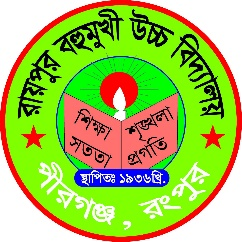 রায়পুর বহুমুখী উচ্চ বিদ্যালয়
শিক্ষা শৃঙ্খলা
সততা প্রগতি
স্থাপিতঃ ১৯৩৬খ্রি.
পীরগঞ্জ, রংপুর